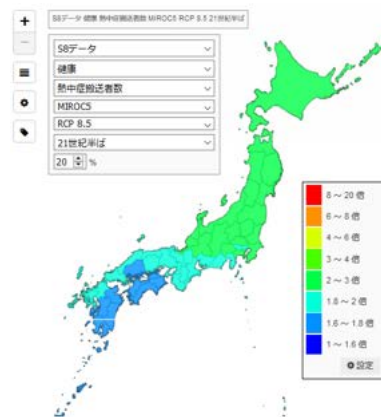 S8データ 健康 熱中症搬送者数 MIROC5 RCP 8.5 21世紀半ば
S8データ
健康
熱中症搬送者数
MIROC5
RCP 8.5
21世紀半ば
20 %
8～20 倍
6～8 倍
4～6 倍
3～4 倍
2～3 倍
1.8～2 倍
1.6～1.8 倍
1～1.6 倍
設定